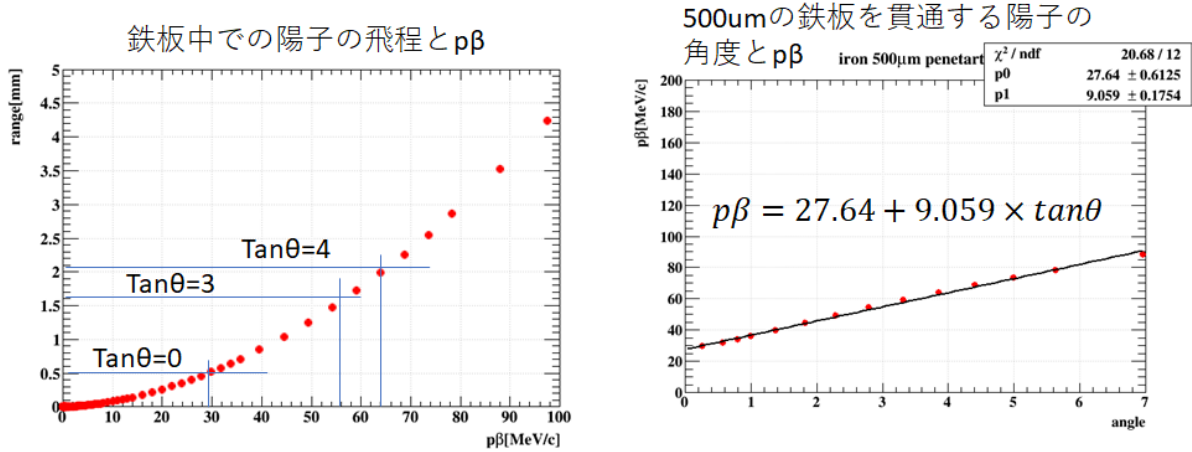 鉄板中での陽子の飛程とpβ
range[mm]
5
4.5
4
3.5
3
2.5
2
1.5
1
0.5
0
Tanθ=4
Tanθ=3
Tanθ=0
0 10 20 30 40 50 60 70 80 90 100
pβ[MeV/c]
500umの鉄板を貫通する陽子の
角度とpβ
iron 500μm penetart
χ² / ndf 20.68 / 12
p0 27.64 ± 0.6125
p1 9.059 ± 0.1754
pβ[MeV/c]
200
180
160
140
120
100
80
60
40
20
0
pβ = 27.64 + 9.059 × tanθ
0 1 2 3 4 5 6 7
angle